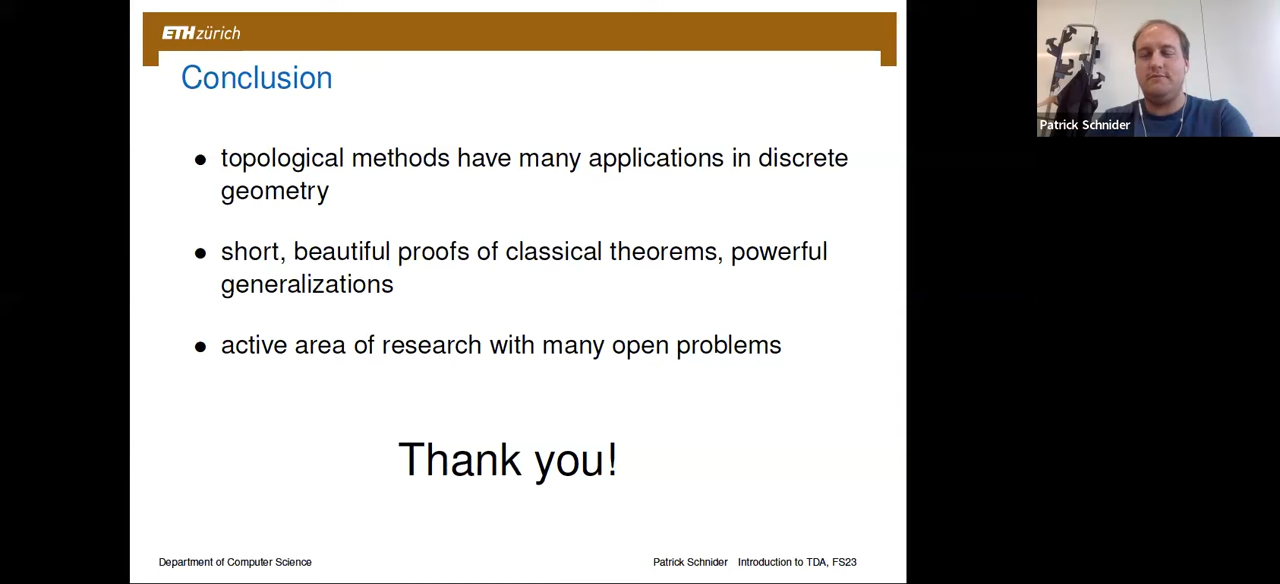 ETH zürich
Conclusion
● topological methods have many applications in discrete
geometry
● short, beautiful proofs of classical theorems, powerful
generalizations
● active area of research with many open problems
Thank you!
Department of Computer Science
Patrick Schnider Introduction to TDA, FS23
Patrick Schnider